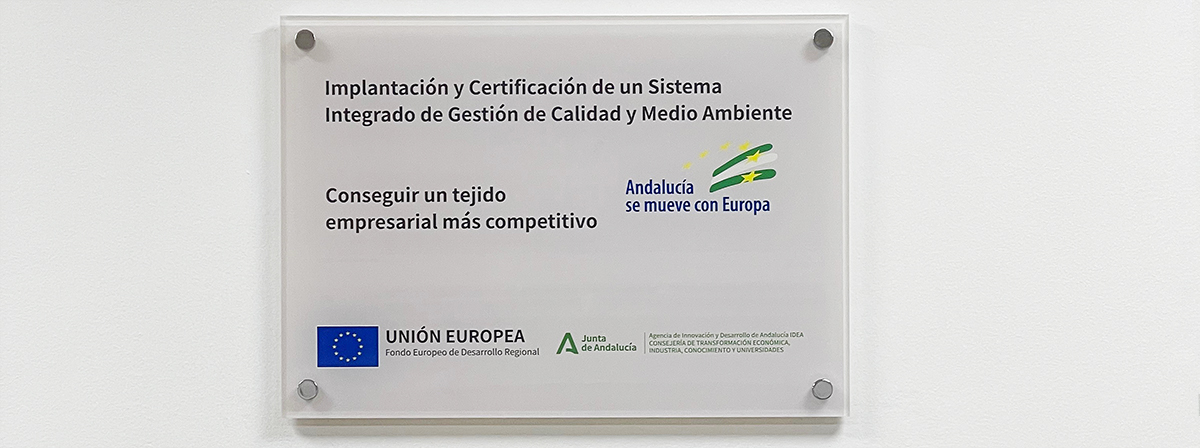 Implantación y Certificación de un Sistema
Integrado de Gestión de Calidad y Medio Ambiente
Conseguir un tejido
empresarial más competitivo
Andalucía
se mueve con Europa
UNIÓN EUROPEA
Fondo Europeo de Desarrollo Regional
Junta
de Andalucía
Agencia de Innovación y Desarrollo de Andalucía IDEA
CONSEJERÍA DE TRANSFORMACIÓN ECONÓMICA,
INDUSTRIA, CONOCIMIENTO Y UNIVERSIDADES